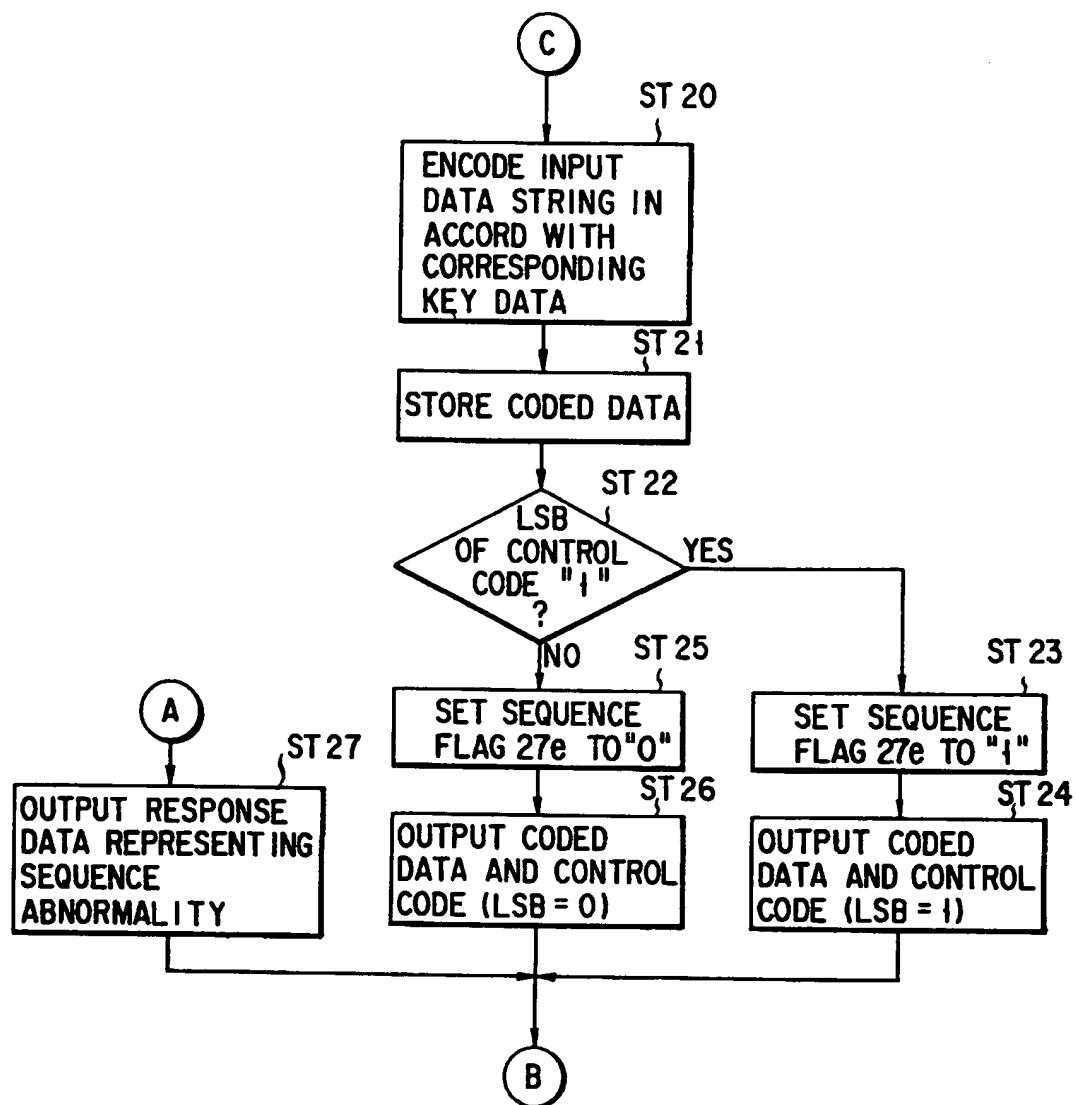 C
ST 20
ENCODE INPUT
DATA STRING IN
ACCORD WITH
CORRESPONDING
KEY DATA
ST 21
STORE CODED DATA
ST 22
LSB
OF CONTROL
CODE "1"
?
YES
NO
ST 25
SET SEQUENCE
FLAG 27e TO "0"
ST 23
SET SEQUENCE
FLAG 27e TO "1"
A
ST 27
OUTPUT RESPONSE
DATA REPRESENTING
SEQUENCE
ABNORMALITY
ST 26
OUTPUT CODED
DATA AND CONTROL
CODE (LSB = 0)
ST 24
OUTPUT CODED
DATA AND CONTROL
CODE (LSB = 1)
B